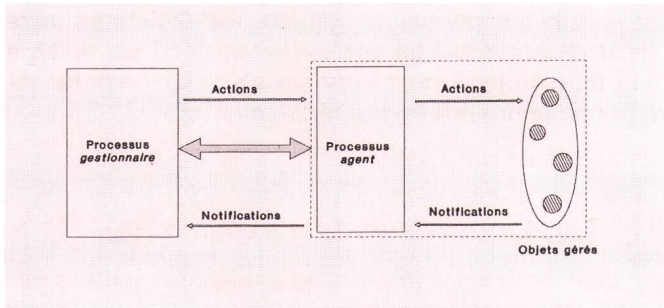 Actions
Actions
Processus
gestionnaire
Processus
agent
Notifications
Notifications
Objets gérés